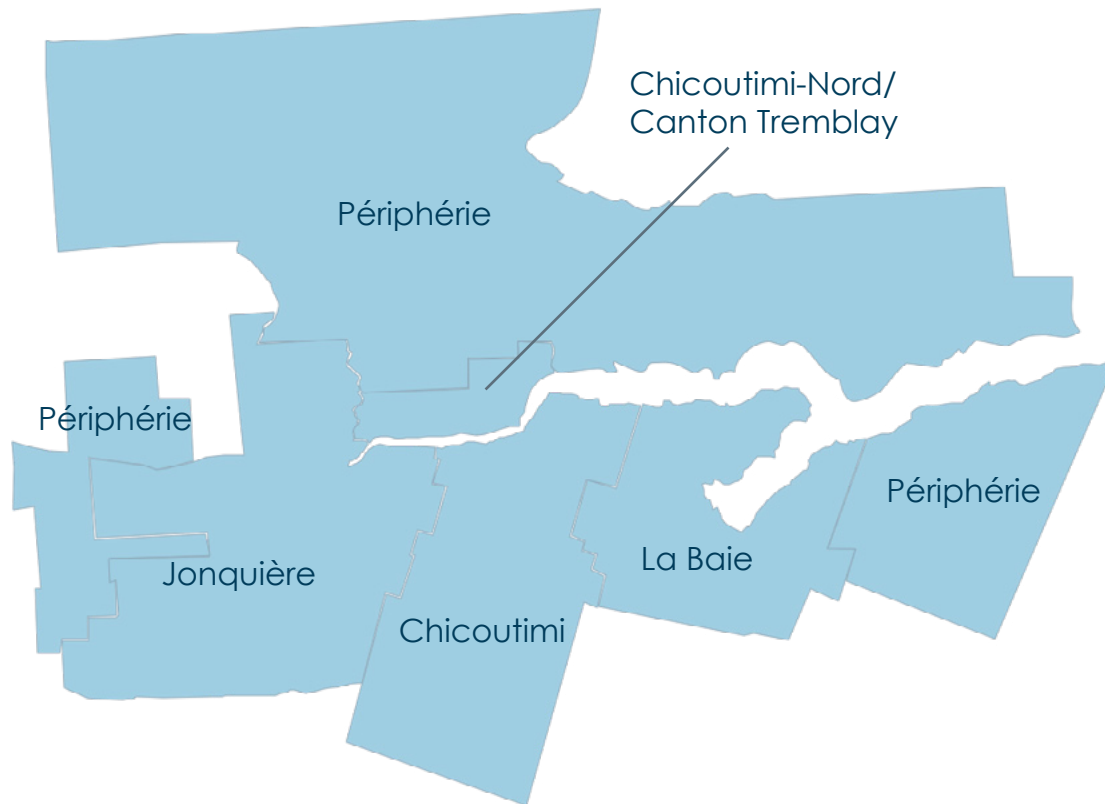 Chicoutimi-Nord/
Canton Tremblay
Périphérie
Périphérie
Périphérie
La Baie
Jonquière
Chicoutimi